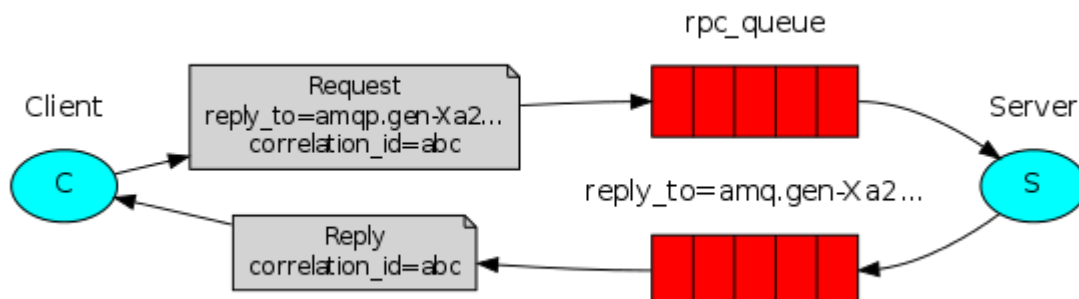 rpc_queue
Request
reply_to=amqp.gen-Xa2...
correlation_id=abc
Client
Server
C
S
reply_to=amq.gen-Xa2...
Reply
correlation_id=abc